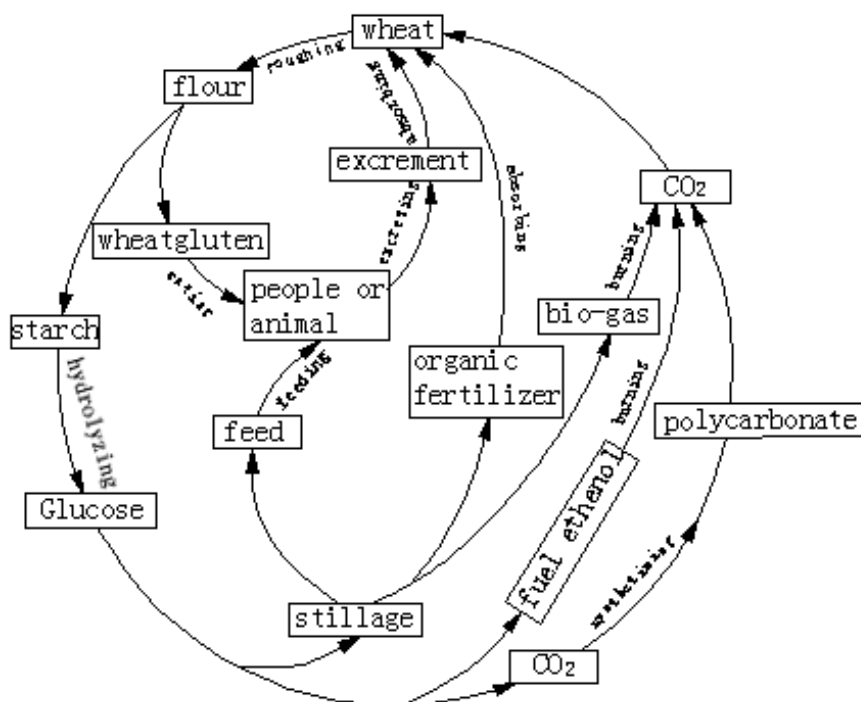 wheat
roughing
flour
absorbing
excrement
absorbing
CO₂
wheatgluten
excreting
eating
people or
animal
burning
bio-gas
starch
organic
fertilizer
feeding
hydrolyzing
burning
feed
polycarbonate
Glucose
fuel ethenol
stillage
CO₂